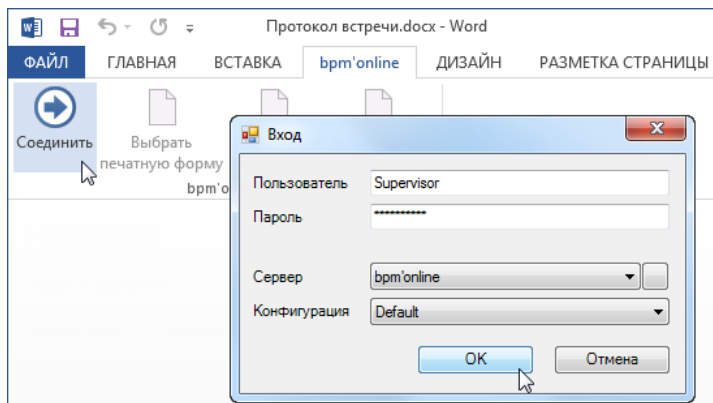 Протокол встречи.docx - Word
ФАЙЛ ГЛАВНАЯ ВСТАВКА bpm'online ДИЗАЙН РАЗМЕТКА СТРАНИЦЫ
Соединить
Выбрать
печатную форму
bpm'o
Вход
Пользователь Supervisor
Пароль **********
Сервер bpm'online
Конфигурация Default
OK Отмена